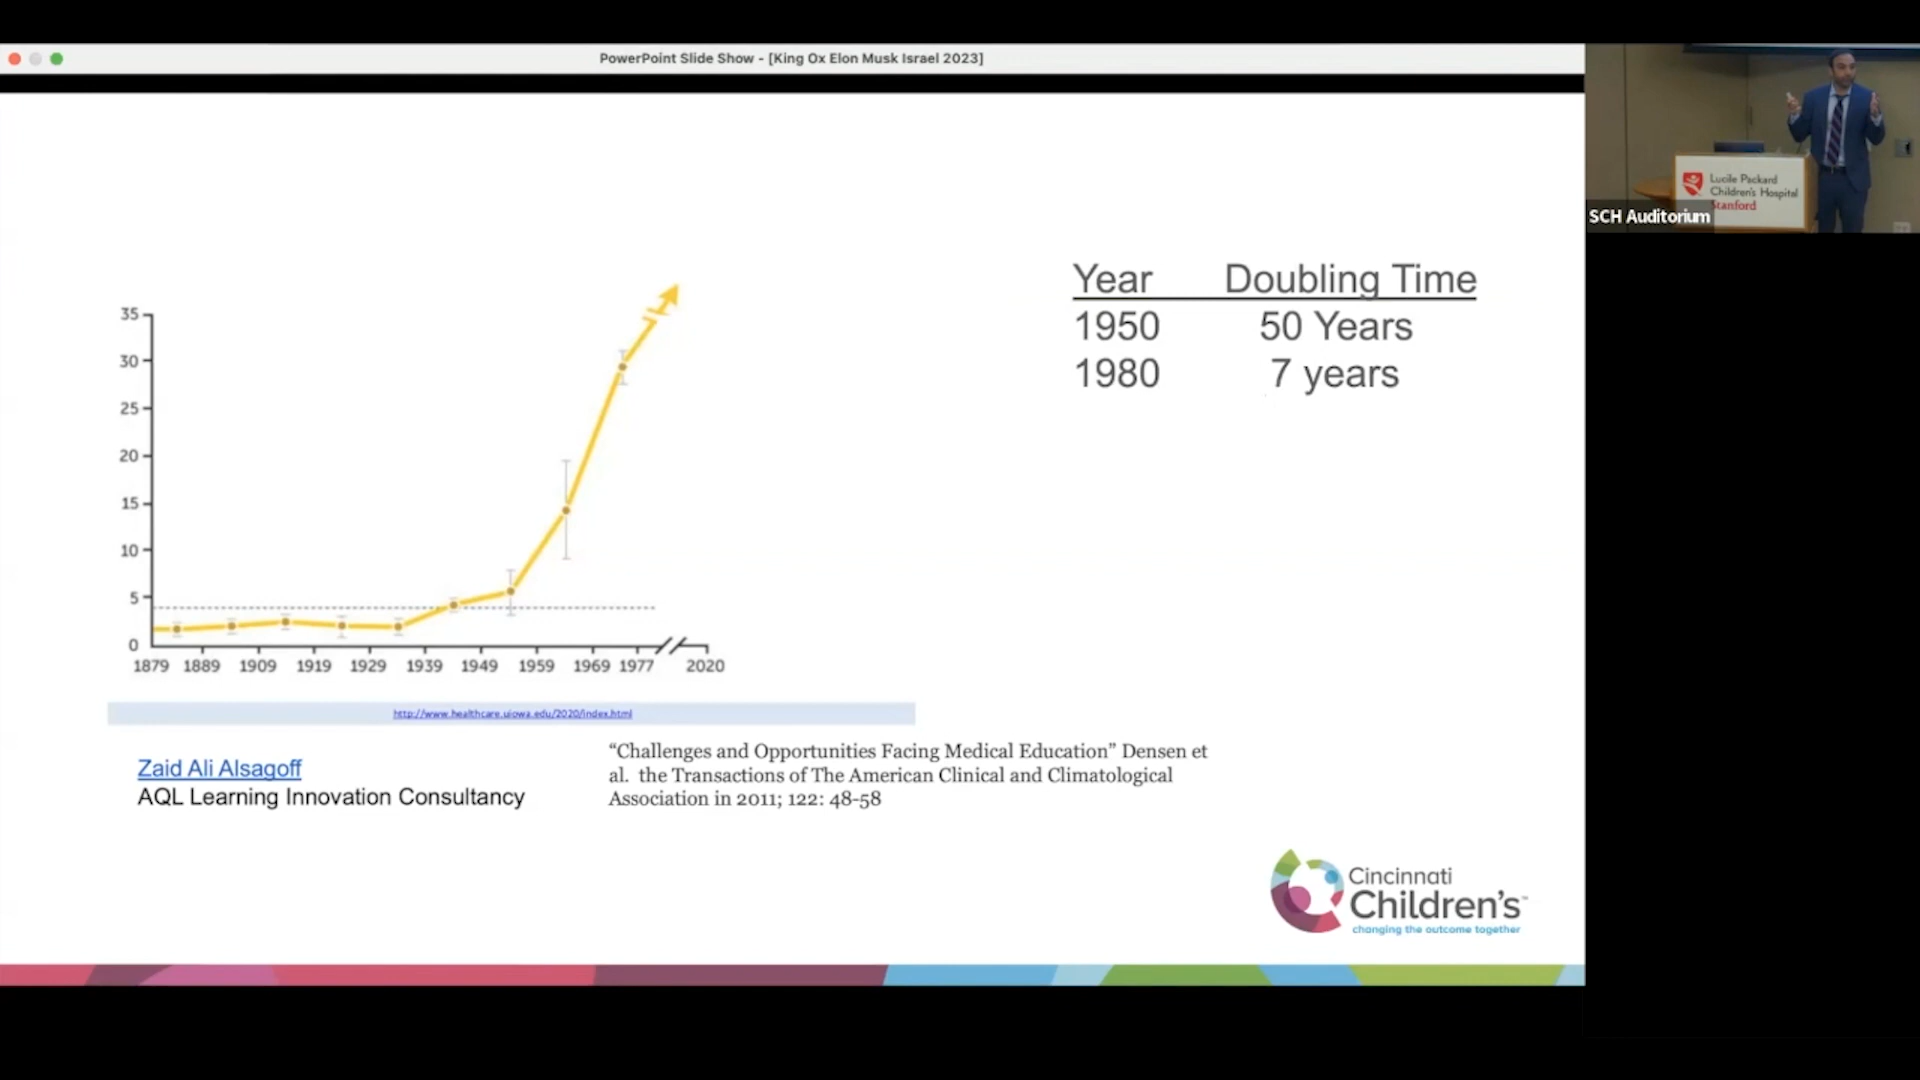 PowerPoint Slide Show - [King Ox Elon Musk Israel 2023]
Year Doubling Time
1950 50 Years
1980 7 years
35
30
25
20
15
10
5
0
1879 1889 1909 1919 1929 1939 1949 1959 1969 1977 2020
http://www.healthcare.uiowa.edu/2020/index.html
Zaid Ali Alsagoff
AQL Learning Innovation Consultancy
“Challenges and Opportunities Facing Medical Education” Densen et
al. the Transactions of The American Clinical and Climatological
Association in 2011; 122: 48-58
Cincinnati
Children's™
changing the outcome together
Lucile Packard
Children's Hospital
Stanford
SCH Auditorium